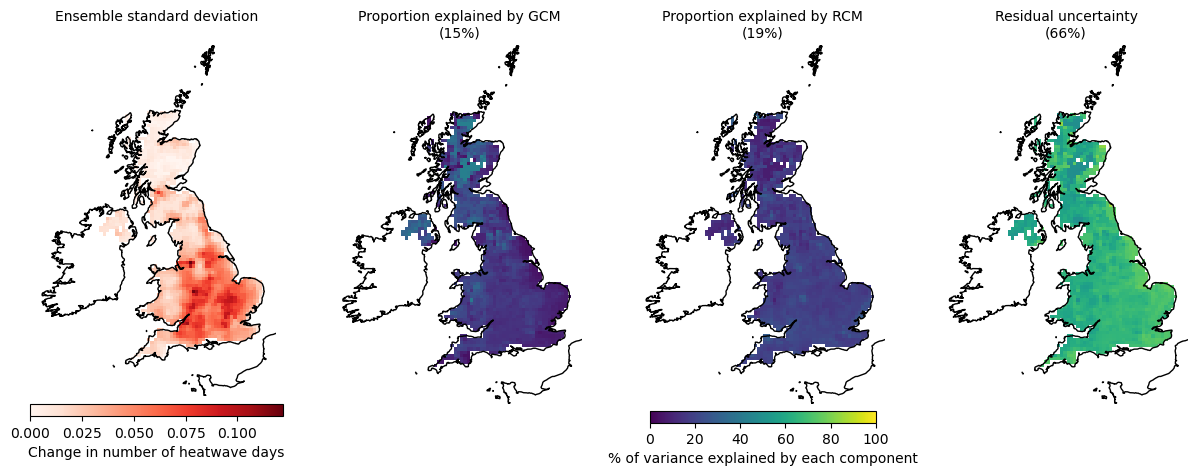 Ensemble standard deviation
Proportion explained by GCM
(15%)
Proportion explained by RCM
(19%)
Residual uncertainty
(66%)
0.000 0.025 0.050 0.075 0.100
Change in number of heatwave days
0 20 40 60 80 100
% of variance explained by each component